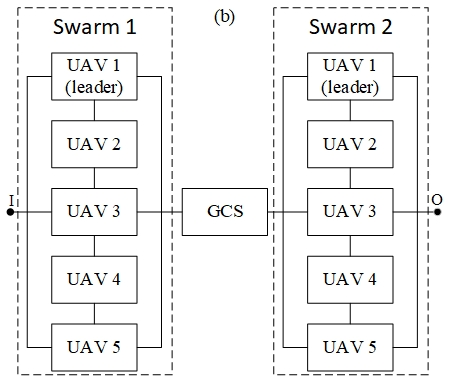 (b)
Swarm 1
UAV 1
(leader)
UAV 2
UAV 3
UAV 4
UAV 5
I
GCS
Swarm 2
UAV 1
(leader)
UAV 2
UAV 3
UAV 4
UAV 5
O